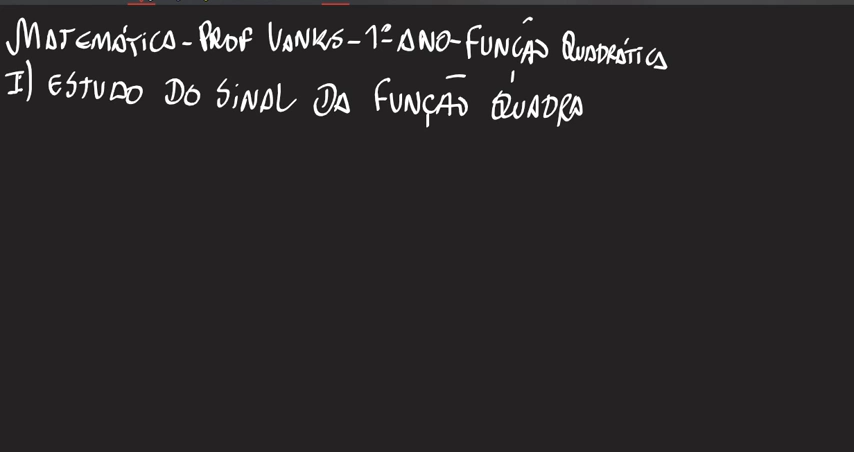 MATEMÁTICA - PROF VANKS - 1º ANO - FUNÇÃO QUADRÁTICA
I) ESTUDO DO SINAL DA FUNÇÃO QUADRA